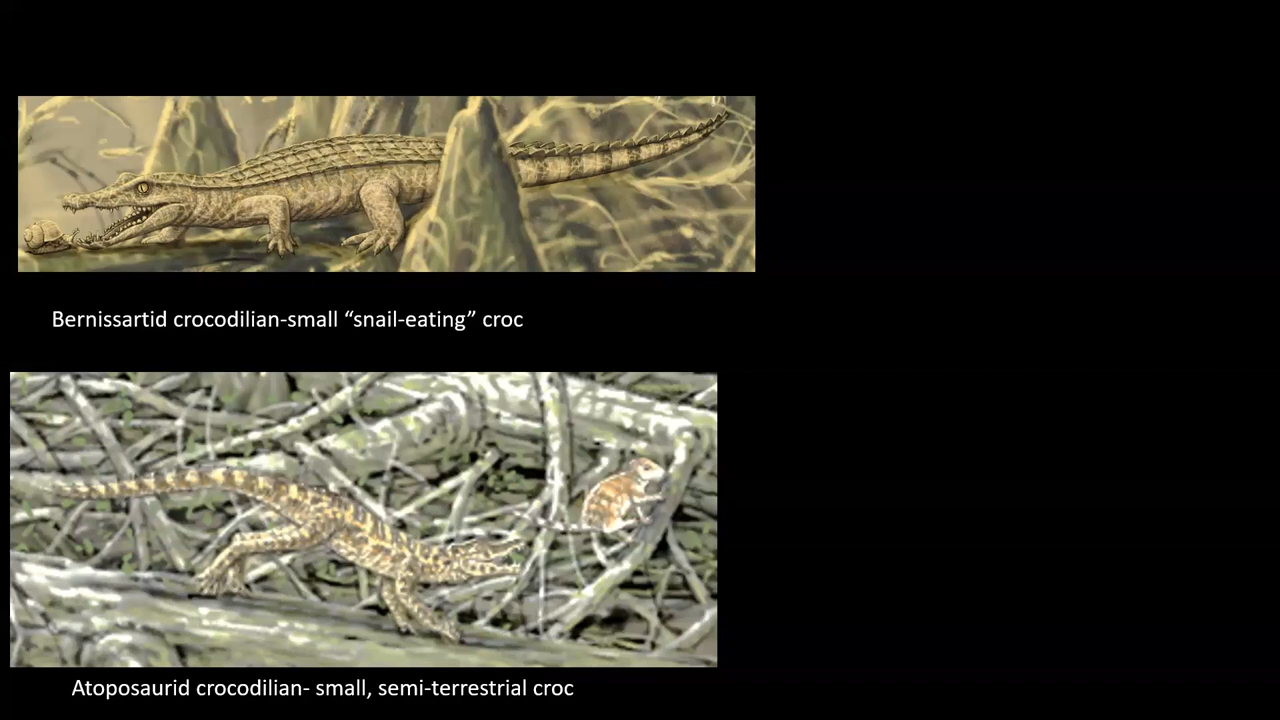 Bernissartid crocodilian-small “snail-eating” croc
Atoposaurid crocodilian- small, semi-terrestrial croc